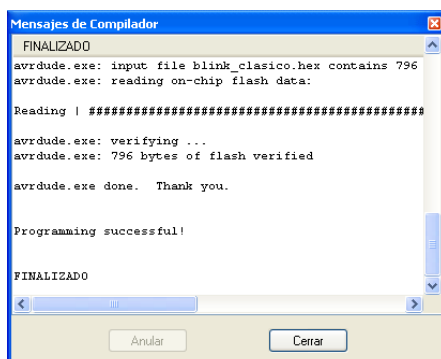 Mensajes de Compilador
FINALIZADO
avrdude.exe: input file blink_clasico.hex contains 796
avrdude.exe: reading on-chip flash data:
Reading | #############################################
avrdude.exe: verifying ...
avrdude.exe: 796 bytes of flash verified
avrdude.exe done.  Thank you.
Programming successful!
FINALIZADO
Anular
Cerrar